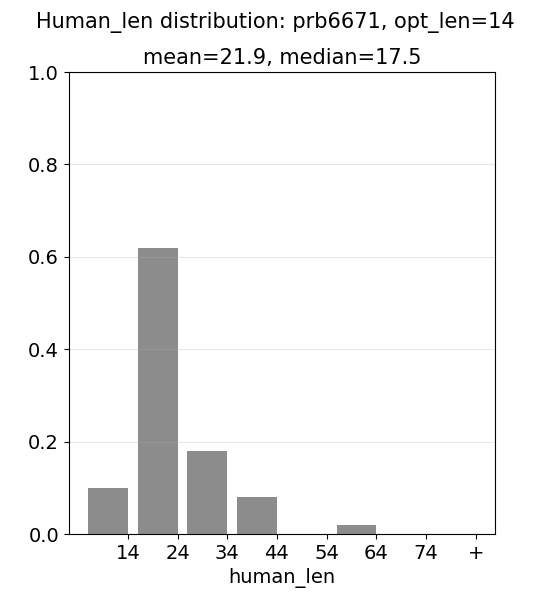 Human_len distribution: prb6671, opt_len=14
mean=21.9, median=17.5
1.0
0.8
0.6
0.4
0.2
0.0
14 24 34 44 54 64 74 +
human_len